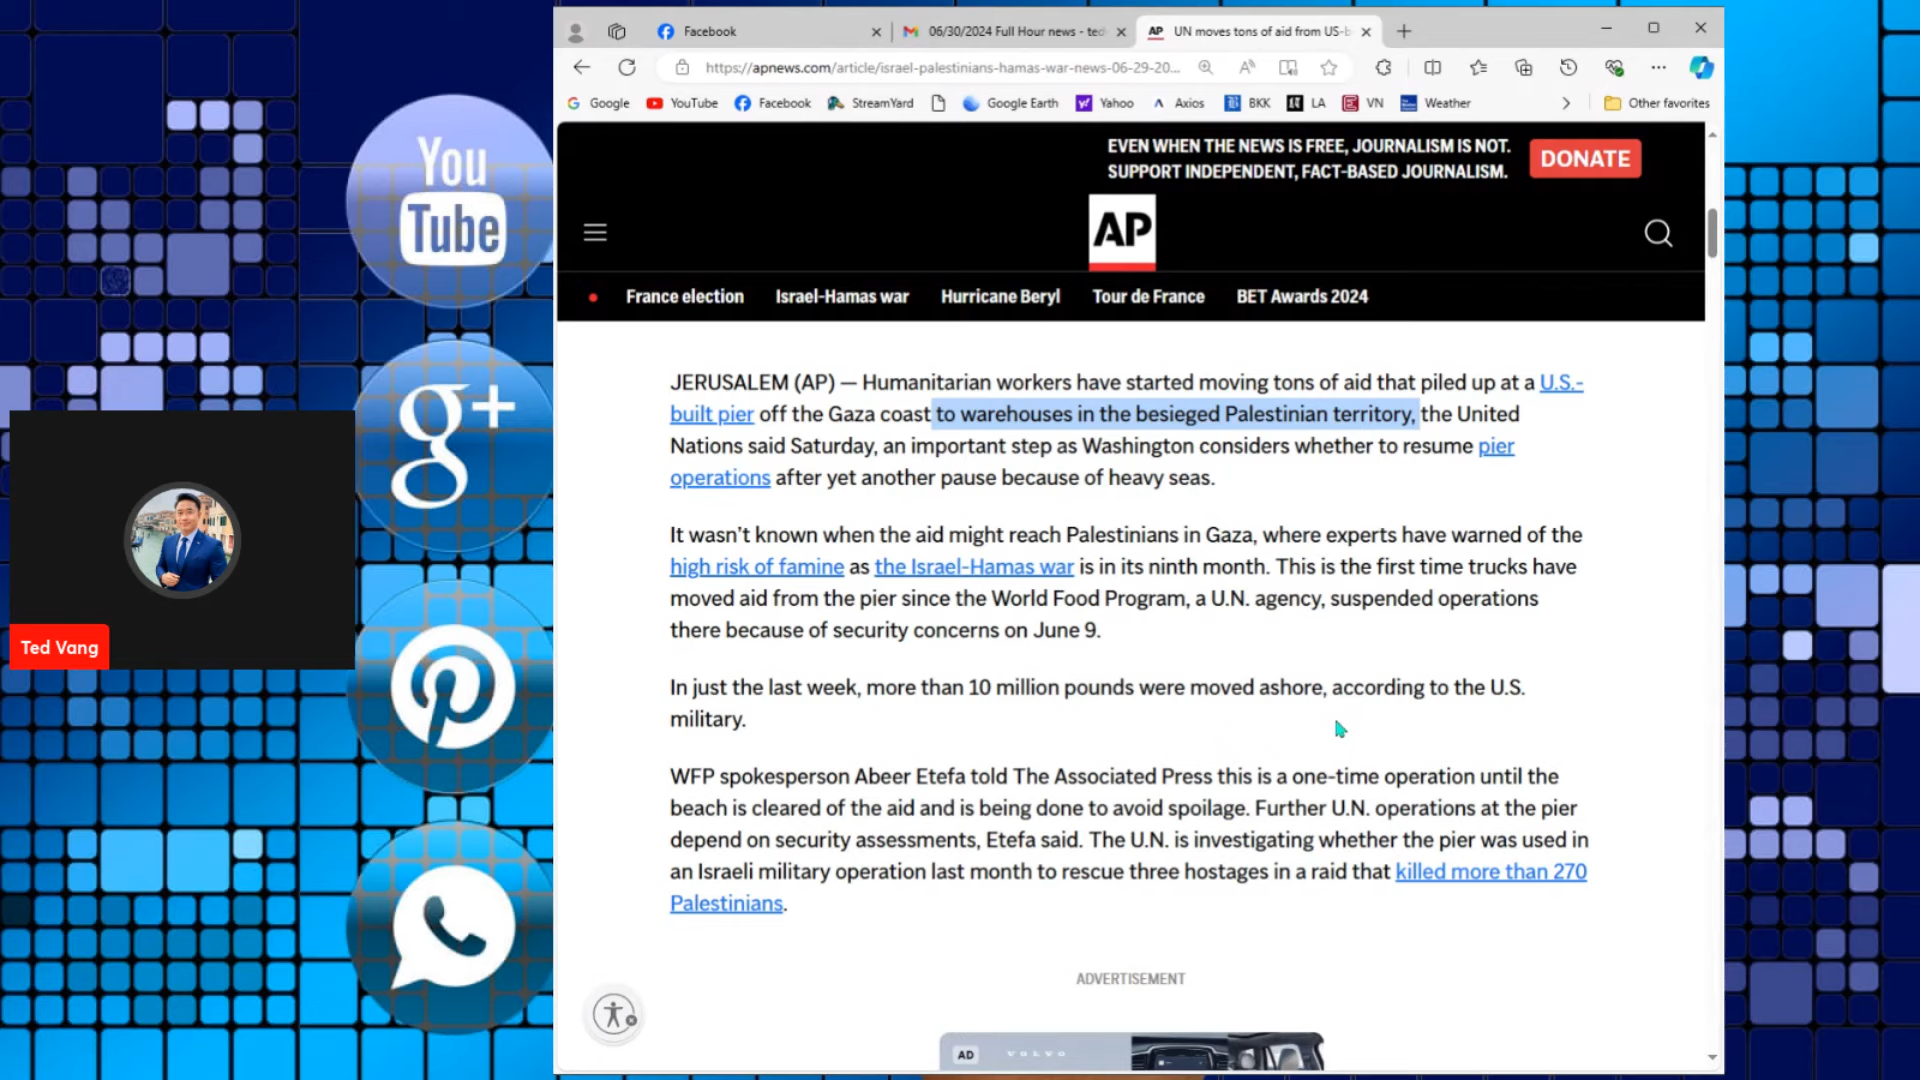 Facebook
06/30/2024 Full Hour news - ted
AP
UN moves tons of aid from US-b
https://apnews.com/article/israel-palestinians-hamas-war-news-06-29-20...
Google
YouTube
Facebook
StreamYard
Google Earth
Yahoo
Axios
BKK
LA
VN
Weather
Other favorites
EVEN WHEN THE NEWS IS FREE, JOURNALISM IS NOT.
SUPPORT INDEPENDENT, FACT-BASED JOURNALISM.
DONATE
AP
France election
Israel-Hamas war
Hurricane Beryl
Tour de France
BET Awards 2024
JERUSALEM (AP) — Humanitarian workers have started moving tons of aid that piled up at a U.S.-
built pier off the Gaza coast to warehouses in the besieged Palestinian territory, the United
Nations said Saturday, an important step as Washington considers whether to resume pier
operations after yet another pause because of heavy seas.
It wasn’t known when the aid might reach Palestinians in Gaza, where experts have warned of the
high risk of famine as the Israel-Hamas war is in its ninth month. This is the first time trucks have
moved aid from the pier since the World Food Program, a U.N. agency, suspended operations
there because of security concerns on June 9.
In just the last week, more than 10 million pounds were moved ashore, according to the U.S.
military.
WFP spokesperson Abeer Etefa told The Associated Press this is a one-time operation until the
beach is cleared of the aid and is being done to avoid spoilage. Further U.N. operations at the pier
depend on security assessments, Etefa said. The U.N. is investigating whether the pier was used in
an Israeli military operation last month to rescue three hostages in a raid that killed more than 270
Palestinians.
ADVERTISEMENT
AD
VOLVO
You
Tube
g+
Ted Vang